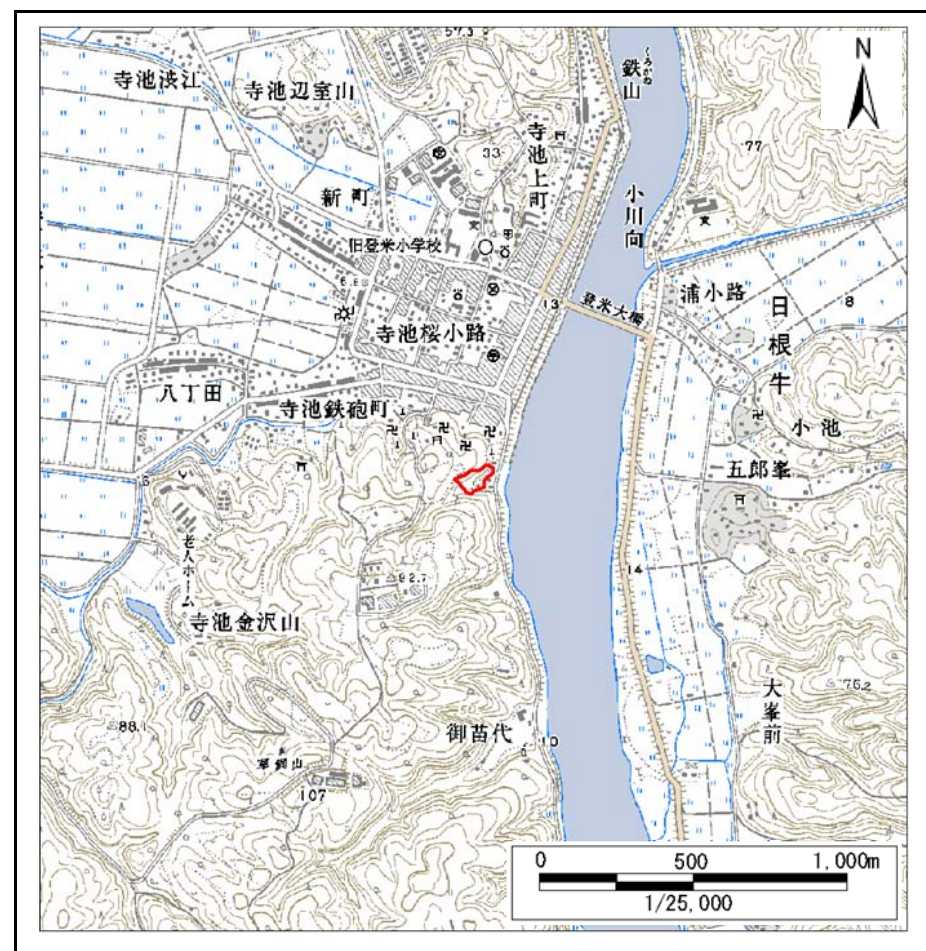 57.3
N
寺池渋江
寺池辺室山
鉄山
くろがね
寺池上町
33
77
新町
小川向
旧登米小学校
浦小路
日根牛
8
13
登米大橋
寺池桜小路
八丁田
寺池鉄砲町
小池
五郎峯
6
老人ホーム
92.7
14
寺池金沢山
大峯前
76.2
88.1
御苗代
10
107
0 500 1,000m
1/25,000